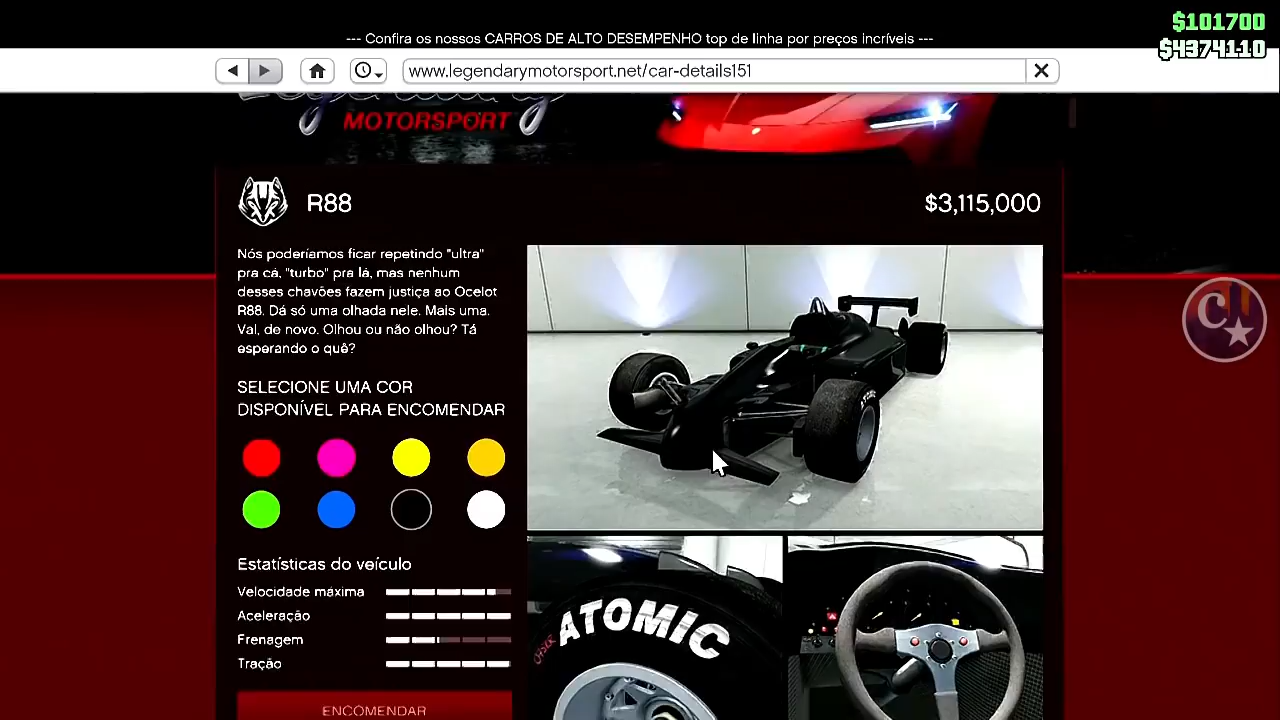 $101700
$4374110
--- Confira os nossos CARROS DE ALTO DESEMPENHO top de linha por preços incríveis ---
www.legendarymotorsport.net/car-details151
Legendary
MOTORSPORT
R88
$3,115,000
Nós poderíamos ficar repetindo "ultra"
pra cá, "turbo" pra lá, mas nenhum
desses chavões fazem justiça ao Ocelot
R88. Dá só uma olhada nele. Mais uma.
Vai, de novo. Olhou ou não olhou? Tá
esperando o quê?
SELECIONE UMA COR
DISPONÍVEL PARA ENCOMENDAR
Estatísticas do veículo
Velocidade máxima
Aceleração
Frenagem
Tração
ENCOMENDAR
ATOMIC